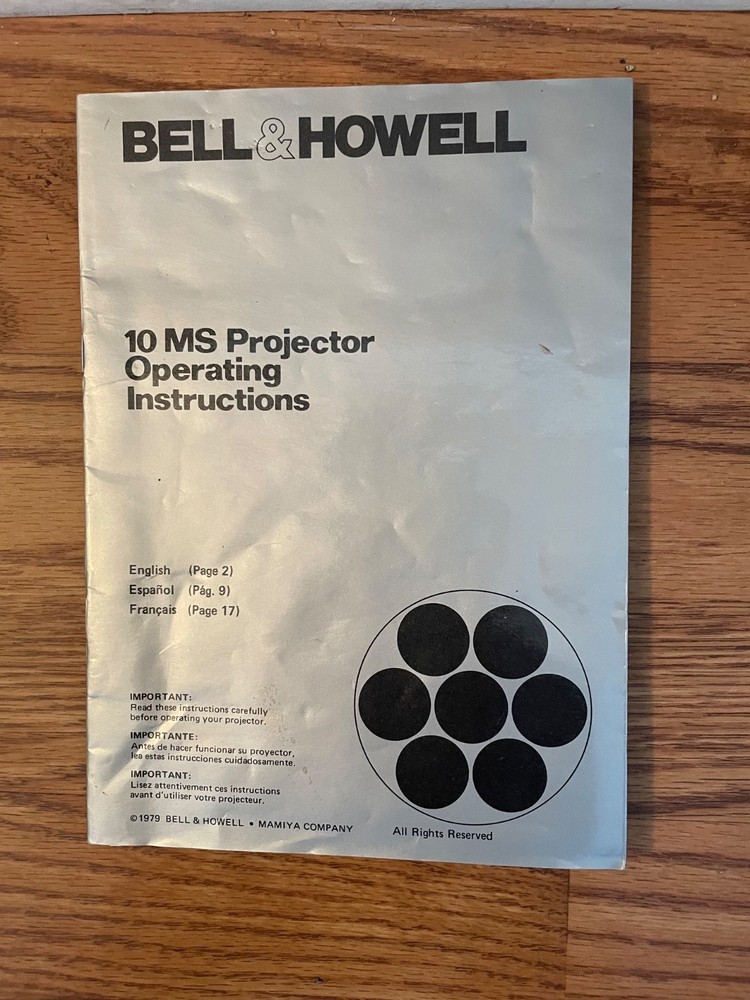 BELL & HOWELL
10 MS Projector
Operating
Instructions
English (Page 2)
Español (Pág. 9)
Français (Page 17)
IMPORTANT:
Read these instructions carefully
before operating your projector.
IMPORTANTE:
Antes de hacer funcionar su proyector,
lea estas instrucciones cuidadosamente.
IMPORTANT:
Lisez attentivement ces instructions
avant d'utiliser votre projecteur.
©1979 BELL & HOWELL • MAMIYA COMPANY
All Rights Reserved